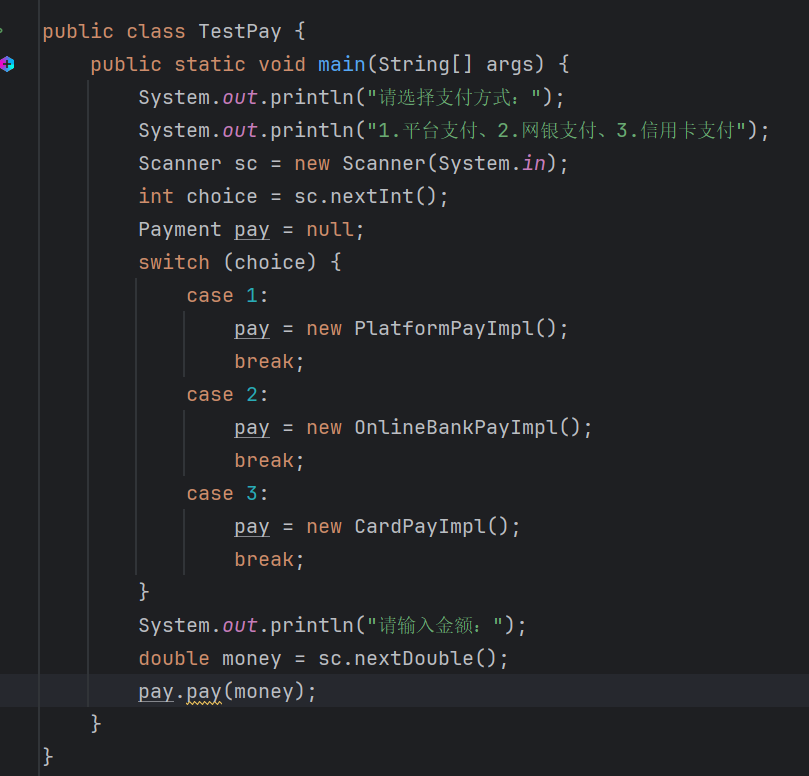 public class TestPay {
public static void main(String[] args) {
System.out.println("请选择支付方式：");
System.out.println("1.平台支付、2.网银支付、3.信用卡支付");
Scanner sc = new Scanner(System.in);
int choice = sc.nextInt();
Payment pay = null;
switch (choice) {
case 1:
pay = new PlatformPayImpl();
break;
case 2:
pay = new OnlineBankPayImpl();
break;
case 3:
pay = new CardPayImpl();
break;
}
System.out.println("请输入金额：");
double money = sc.nextDouble();
pay.pay(money);
}
}